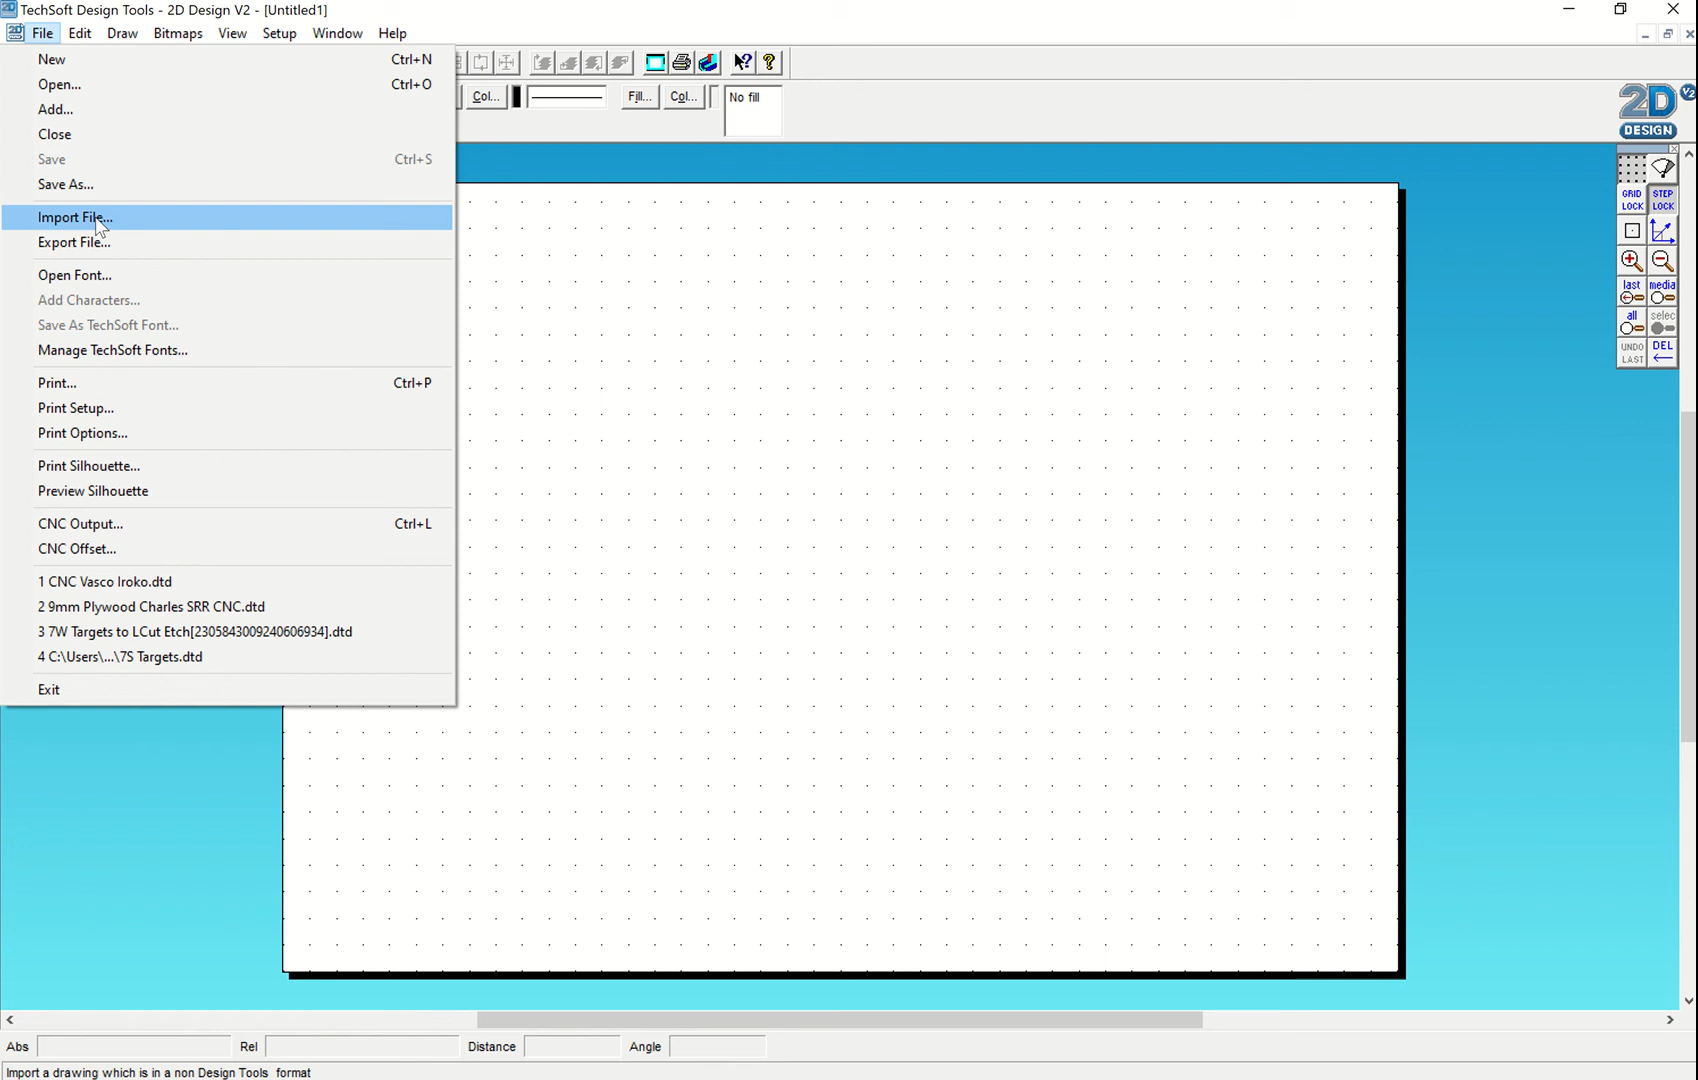 TechSoft Design Tools - 2D Design V2 - [Untitled1]
File Edit Draw Bitmaps View Setup Window Help
New Ctrl+N
Open... Ctrl+O
Add...
Close
Save Ctrl+S
Save As...
Import File...
Export File...
Open Font...
Add Characters...
Save As TechSoft Font...
Manage TechSoft Fonts...
Print... Ctrl+P
Print Setup...
Print Options...
Print Silhouette...
Preview Silhouette
CNC Output... Ctrl+L
CNC Offset...
1 CNC Vasco Iroko.dtd
2 9mm Plywood Charles SRR CNC.dtd
3 7W Targets to LCut Etch[2305843009240606934].dtd
4 C:\Users\...\7S Targets.dtd
Exit
Col... Fill... Col... No fill
2D V2
DESIGN
GRID LOCK STEP LOCK
last media
all selec
UNDO LAST DEL
Abs Rel Distance Angle
Import a drawing which is in a non Design Tools format